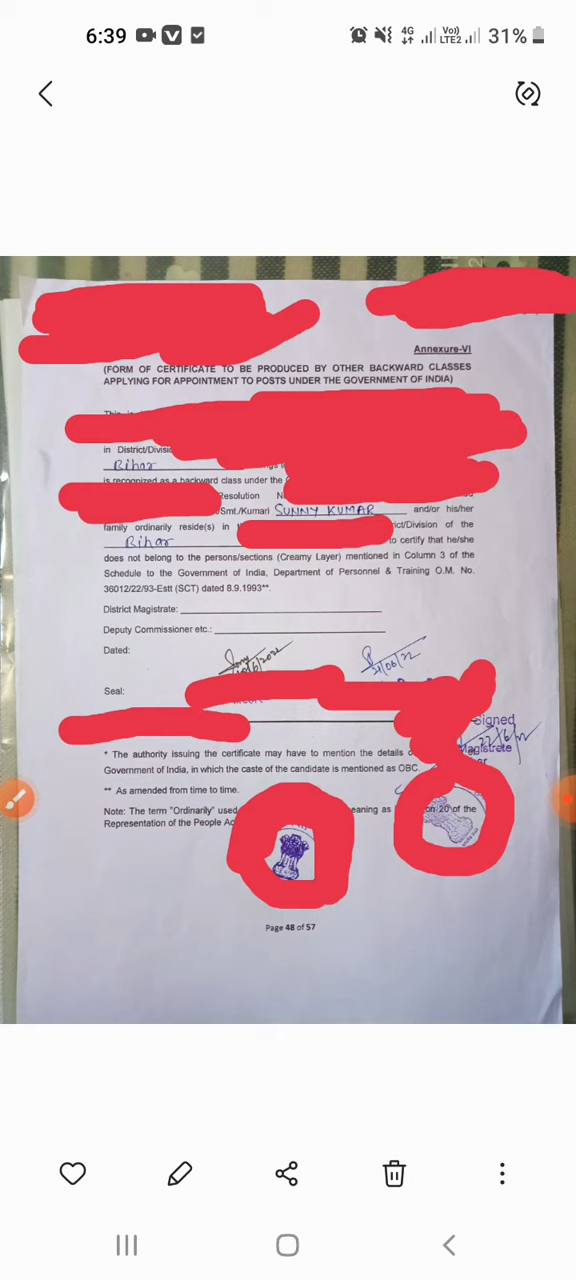 6:39
4G
Vo))
LTE2
31%
Annexure-VI
(FORM OF CERTIFICATE TO BE PRODUCED BY OTHER BACKWARD CLASSES
APPLYING FOR APPOINTMENT TO POSTS UNDER THE GOVERNMENT OF INDIA)
in District/Divisi
Bihar
is recognized as a backward class under the
Resolution N
/Smt./Kumari SUNNY KUMAR and/or his/her
family ordinarily reside(s) in ict/Division of the
Bihar to certify that he/she
does not belong to the persons/sections (Creamy Layer) mentioned in Column 3 of the
Schedule to the Government of India, Department of Personnel & Training O.M. No.
36012/22/93-Estt (SCT) dated 8.9.1993**.
District Magistrate:
Deputy Commissioner etc.:
Dated:
Seal:
signed
Magistrete
* The authority issuing the certificate may have to mention the details
Government of India, in which the caste of the candidate is mentioned as OBC.
** As amended from time to time.
Note: The term "Ordinarily" used eaning as on 20 of the
Representation of the People Ac
Page 48 of 57